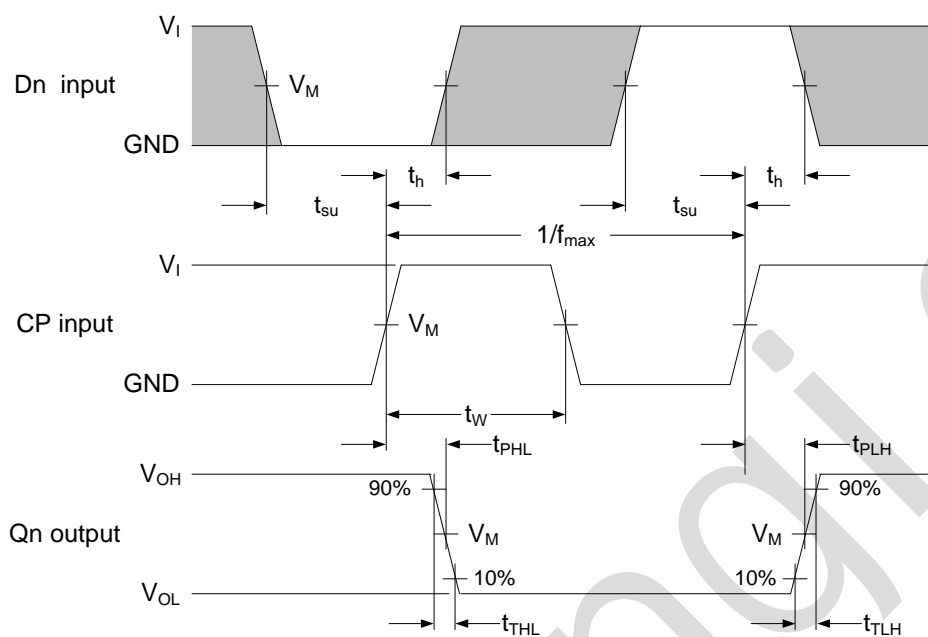 V_I
Dn input
V_M
GND
t_h
t_h
t_su
t_su
1/f_max
V_I
CP input
V_M
GND
t_W
t_PHL
t_PLH
V_OH
90%
90%
Qn output
V_M
V_M
10%
10%
V_OL
t_THL
t_TLH